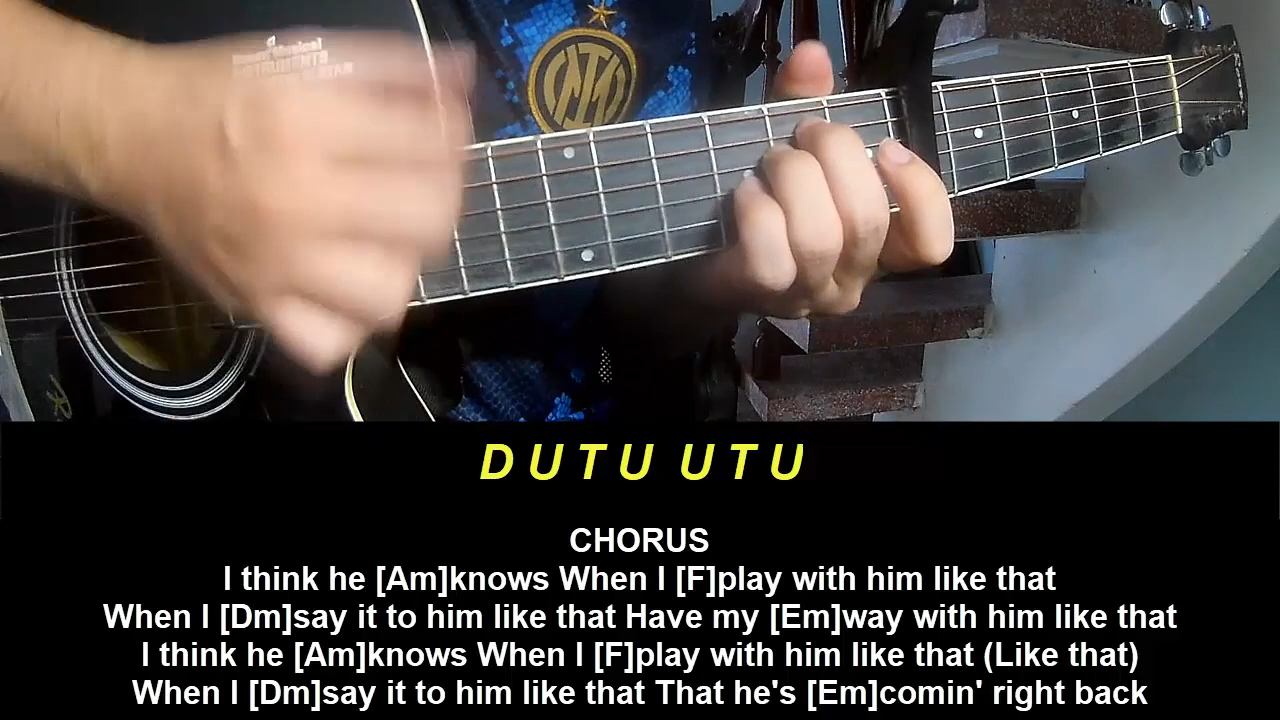 INSTRUMENTS
D U T U U T U
CHORUS
I think he [Am]knows When I [F]play with him like that
When I [Dm]say it to him like that Have my [Em]way with him like that
I think he [Am]knows When I [F]play with him like that (Like that)
When I [Dm]say it to him like that That he's [Em]comin' right back